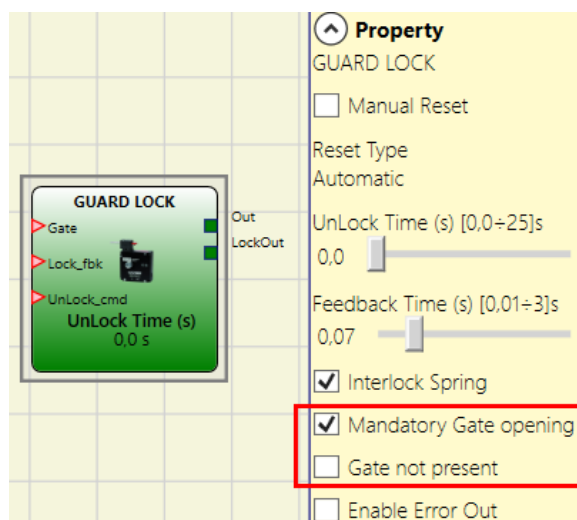 GUARD LOCK
Gate
Lock_fbk
UnLock_cmd
Out
LockOut
UnLock Time (s)
0,0 s
Property
GUARD LOCK
Manual Reset
Reset Type
Automatic
UnLock Time (s) [0,0÷25]s
0,0
Feedback Time (s) [0,01÷3]s
0,07
Interlock Spring
Mandatory Gate opening
Gate not present
Enable Error Out